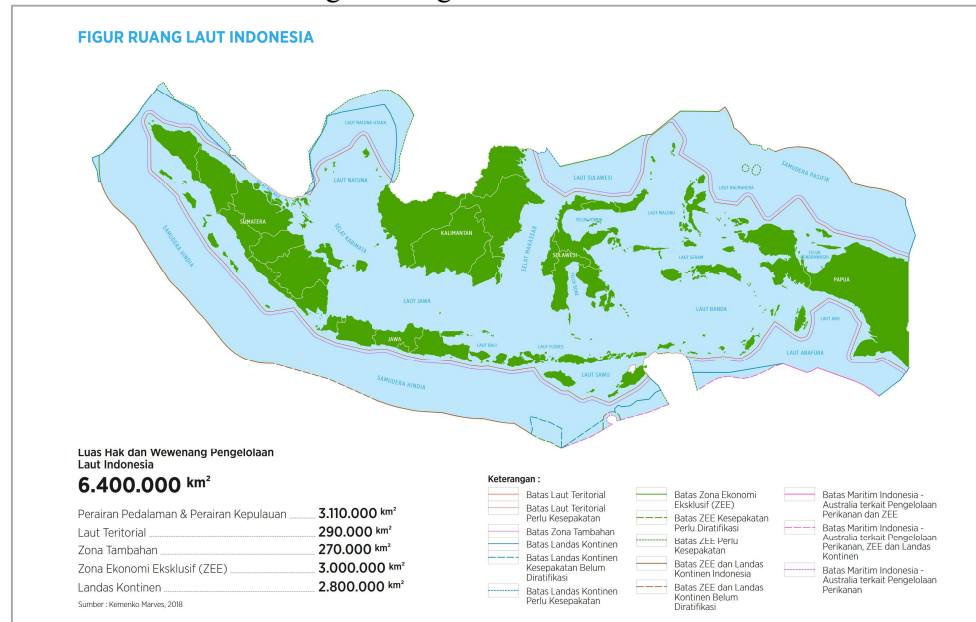 FIGUR RUANG LAUT INDONESIA
LAUT NATUNA UTARA
LAUT NATUNA
SAMUDERA PASIFIK
LAUT SULAWESI
LAUT HALMAHERA
LAUT MALUKU
SUMATERA
SELAT KARIMATA
KALIMANTAN
SELAT MAKASSAR
SULAWESI
LAUT SERAM
PAPUA
SAMUDERA HINDIA
LAUT JAWA
LAUT BANDA
JAWA
LAUT BALI
LAUT FLORES
LAUT ARAFURA
LAUT SAWU
SAMUDERA HINDIA
Luas Hak dan Wewenang Pengelolaan
Laut Indonesia
6.400.000 km²
Perairan Pedalaman & Perairan Kepulauan 3.110.000 km²
Laut Teritorial 290.000 km²
Zona Tambahan 270.000 km²
Zona Ekonomi Eksklusif (ZEE) 3.000.000 km²
Landas Kontinen 2.800.000 km²
Sumber : Kemenko Marves, 2018
Keterangan :
Batas Laut Teritorial
Batas Laut Teritorial
Perlu Kesepakatan
Batas Zona Tambahan
Batas Landas Kontinen
Batas Landas Kontinen
Kesepakatan Belum
Diratifikasi
Batas Landas Kontinen
Perlu Kesepakatan
Batas Zona Ekonomi
Eksklusif (ZEE)
Batas ZEE Kesepakatan
Perlu Diratifikasi
Batas ZEE Perlu
Kesepakatan
Batas ZEE dan Landas
Kontinen Indonesia
Batas ZEE dan Landas
Kontinen Belum
Diratifikasi
Batas Maritim Indonesia -
Australia terkait Pengelolaan
Perikanan dan ZEE
Batas Maritim Indonesia -
Australia terkait Pengelolaan
Perikanan, ZEE dan Landas
Kontinen
Batas Maritim Indonesia -
Australia terkait Pengelolaan
Perikanan